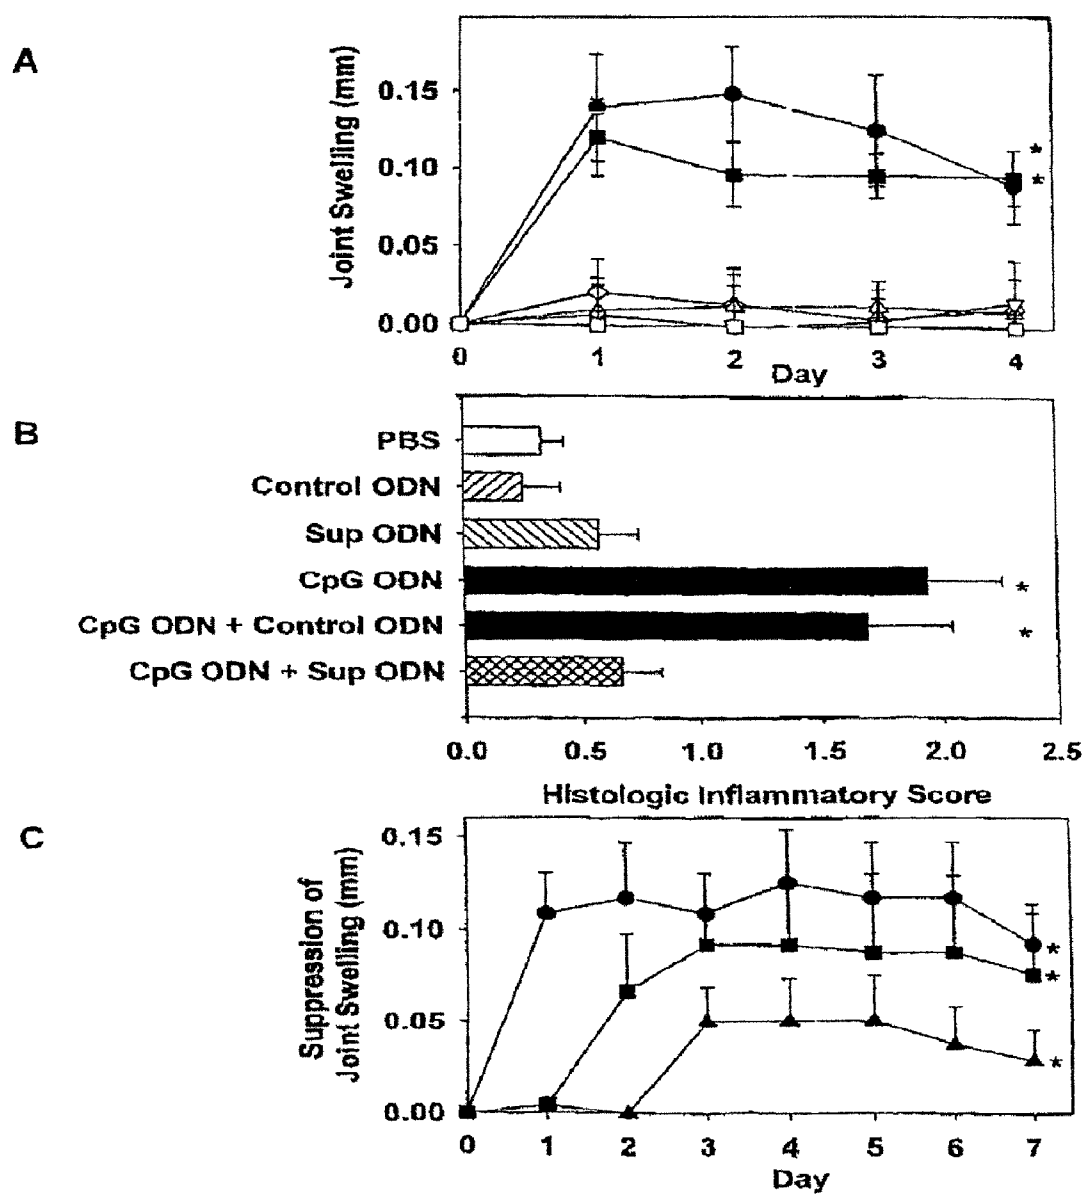 A
Joint Swelling (mm)
0.15
0.10
0.05
0.00
*
*
0 1 2 3 4
Day
B
PBS
Control ODN
Sup ODN
CpG ODN
*
CpG ODN + Control ODN
*
CpG ODN + Sup ODN
0.0 0.5 1.0 1.5 2.0 2.5
Histologic Inflammatory Score
C
Suppression of
Joint Swelling (mm)
0.15
0.10
0.05
0.00
*
*
*
0 1 2 3 4 5 6 7
Day